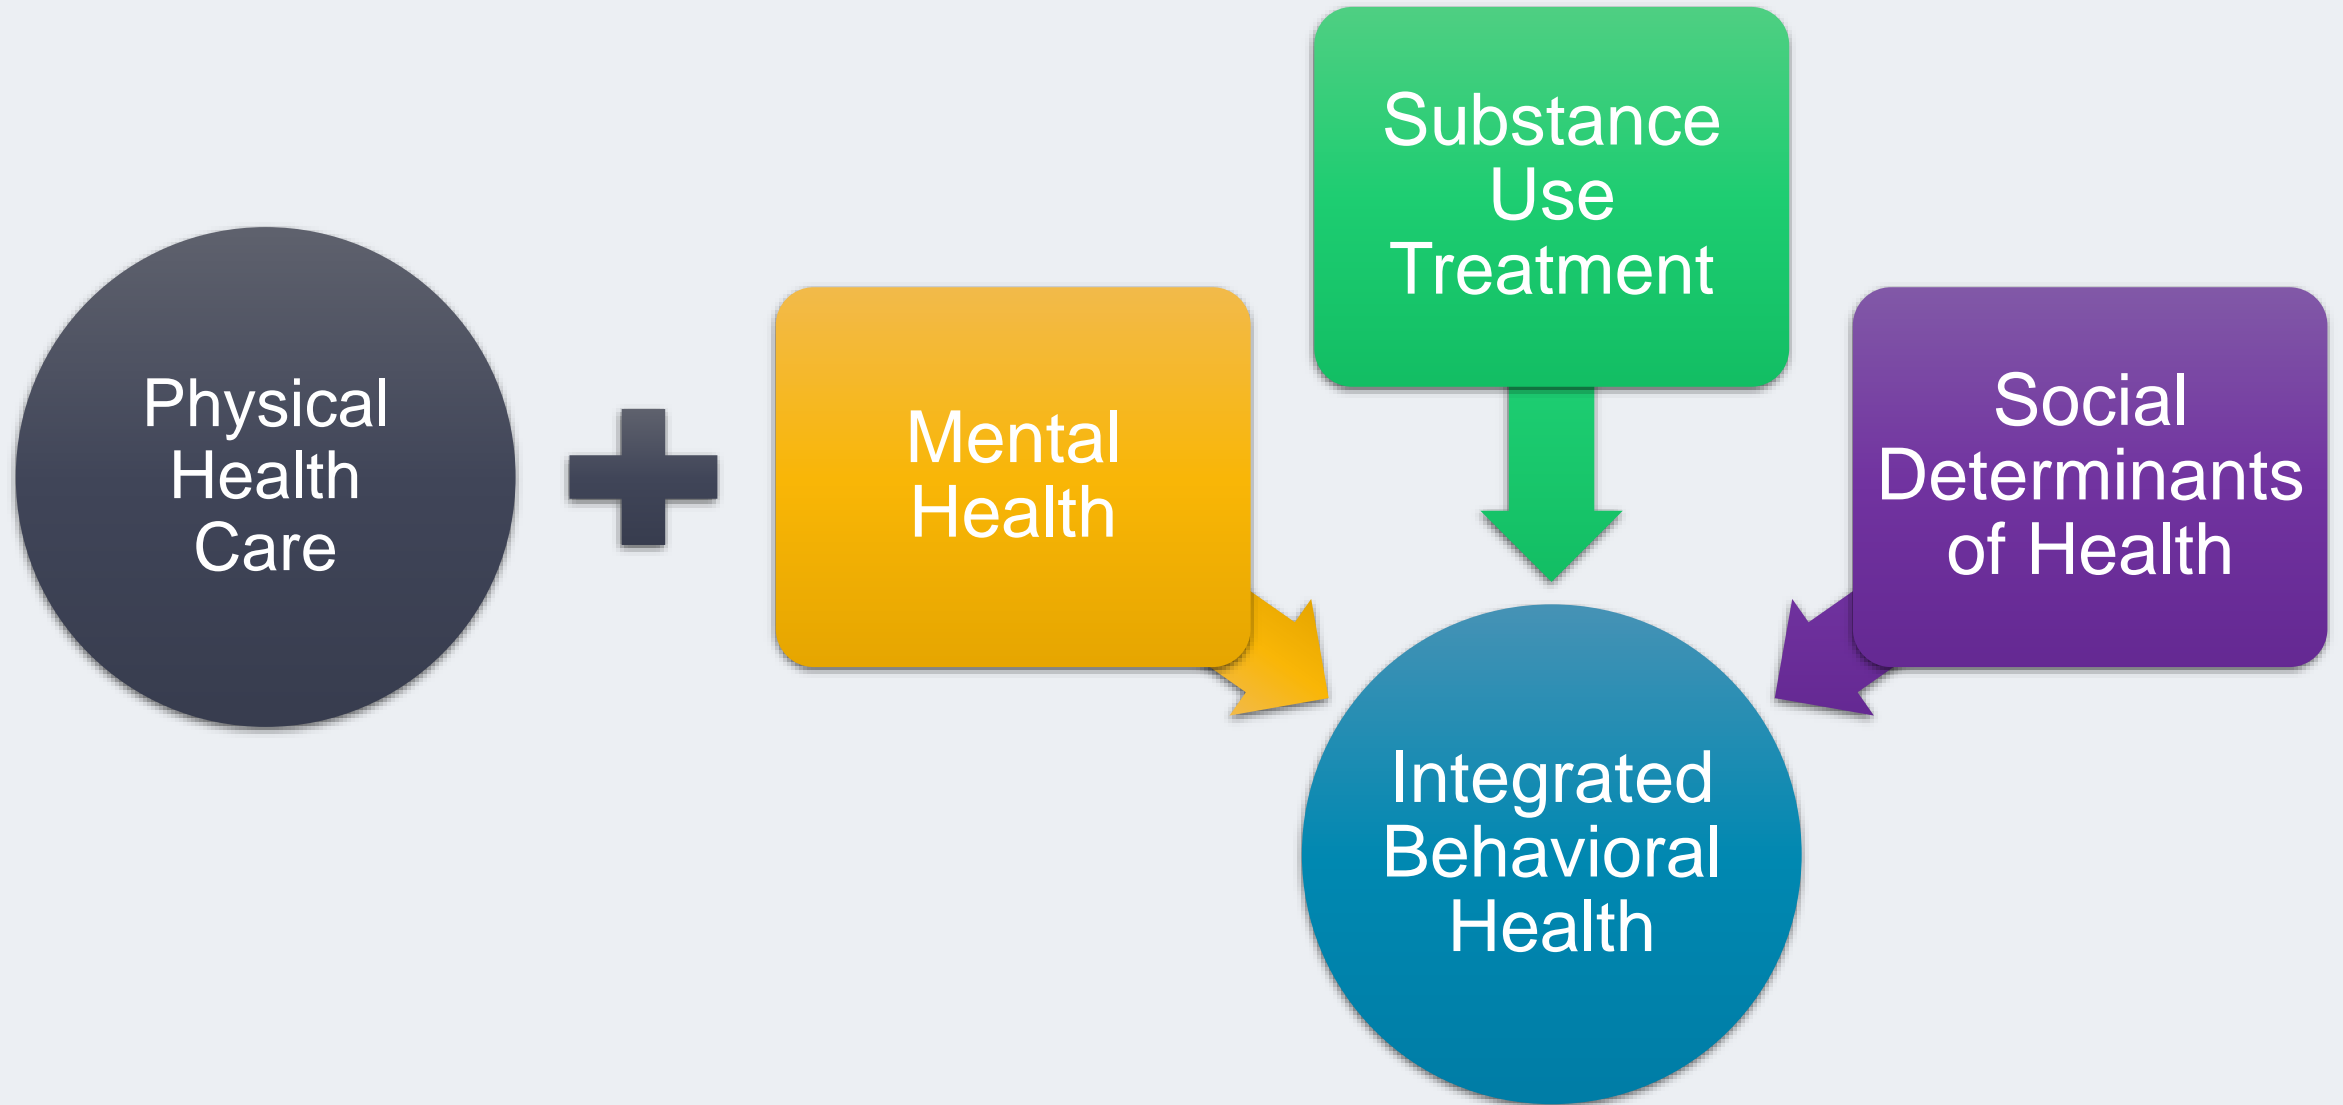 Physical
Health
Care
Mental
Health
Substance
Use
Treatment
Social
Determinants
of Health
Integrated
Behavioral
Health